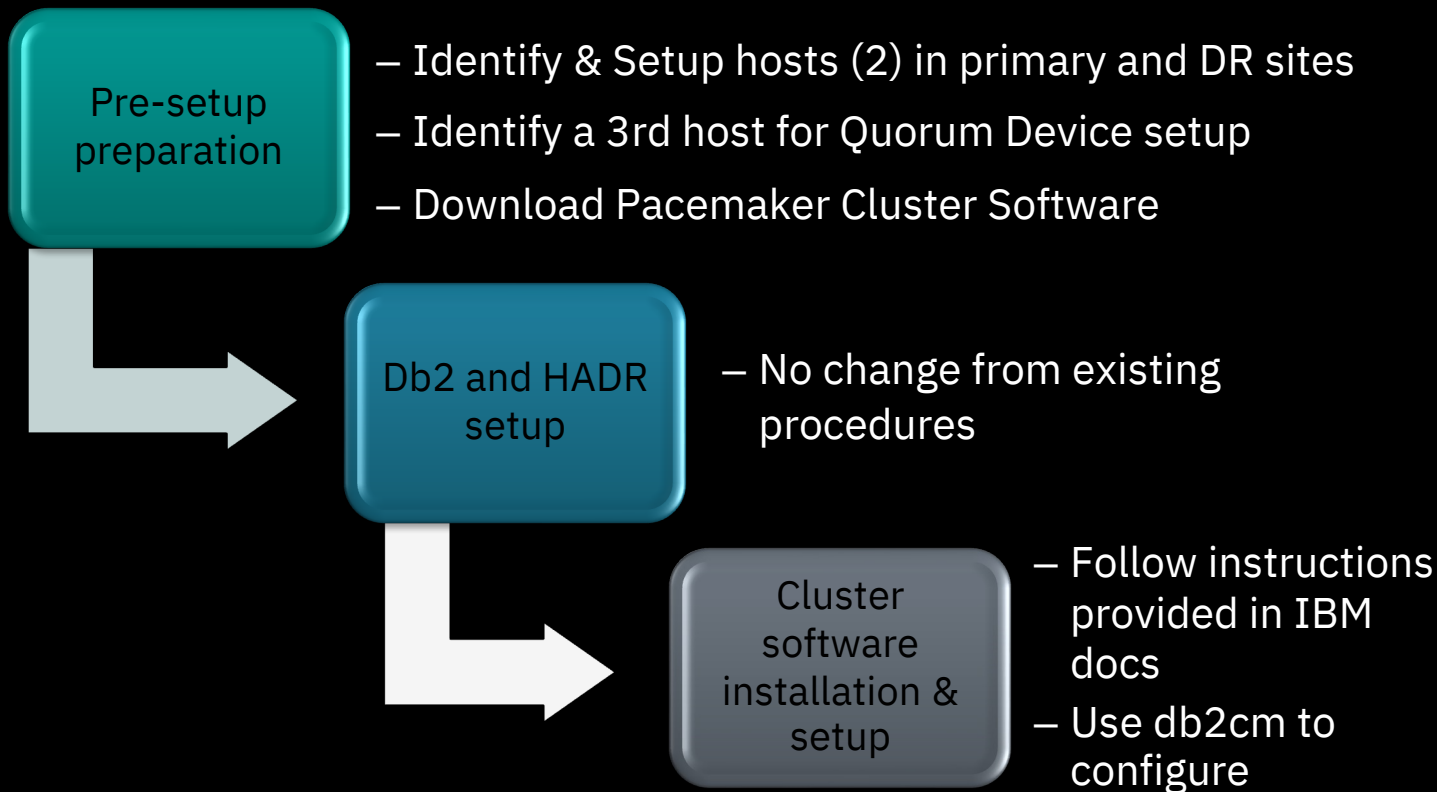 Pre-setup
preparation
– Identify & Setup hosts (2) in primary and DR sites
– Identify a 3rd host for Quorum Device setup
– Download Pacemaker Cluster Software
Db2 and HADR
setup
– No change from existing
procedures
Cluster
software
installation &
setup
– Follow instructions
provided in IBM
docs
– Use db2cm to
configure